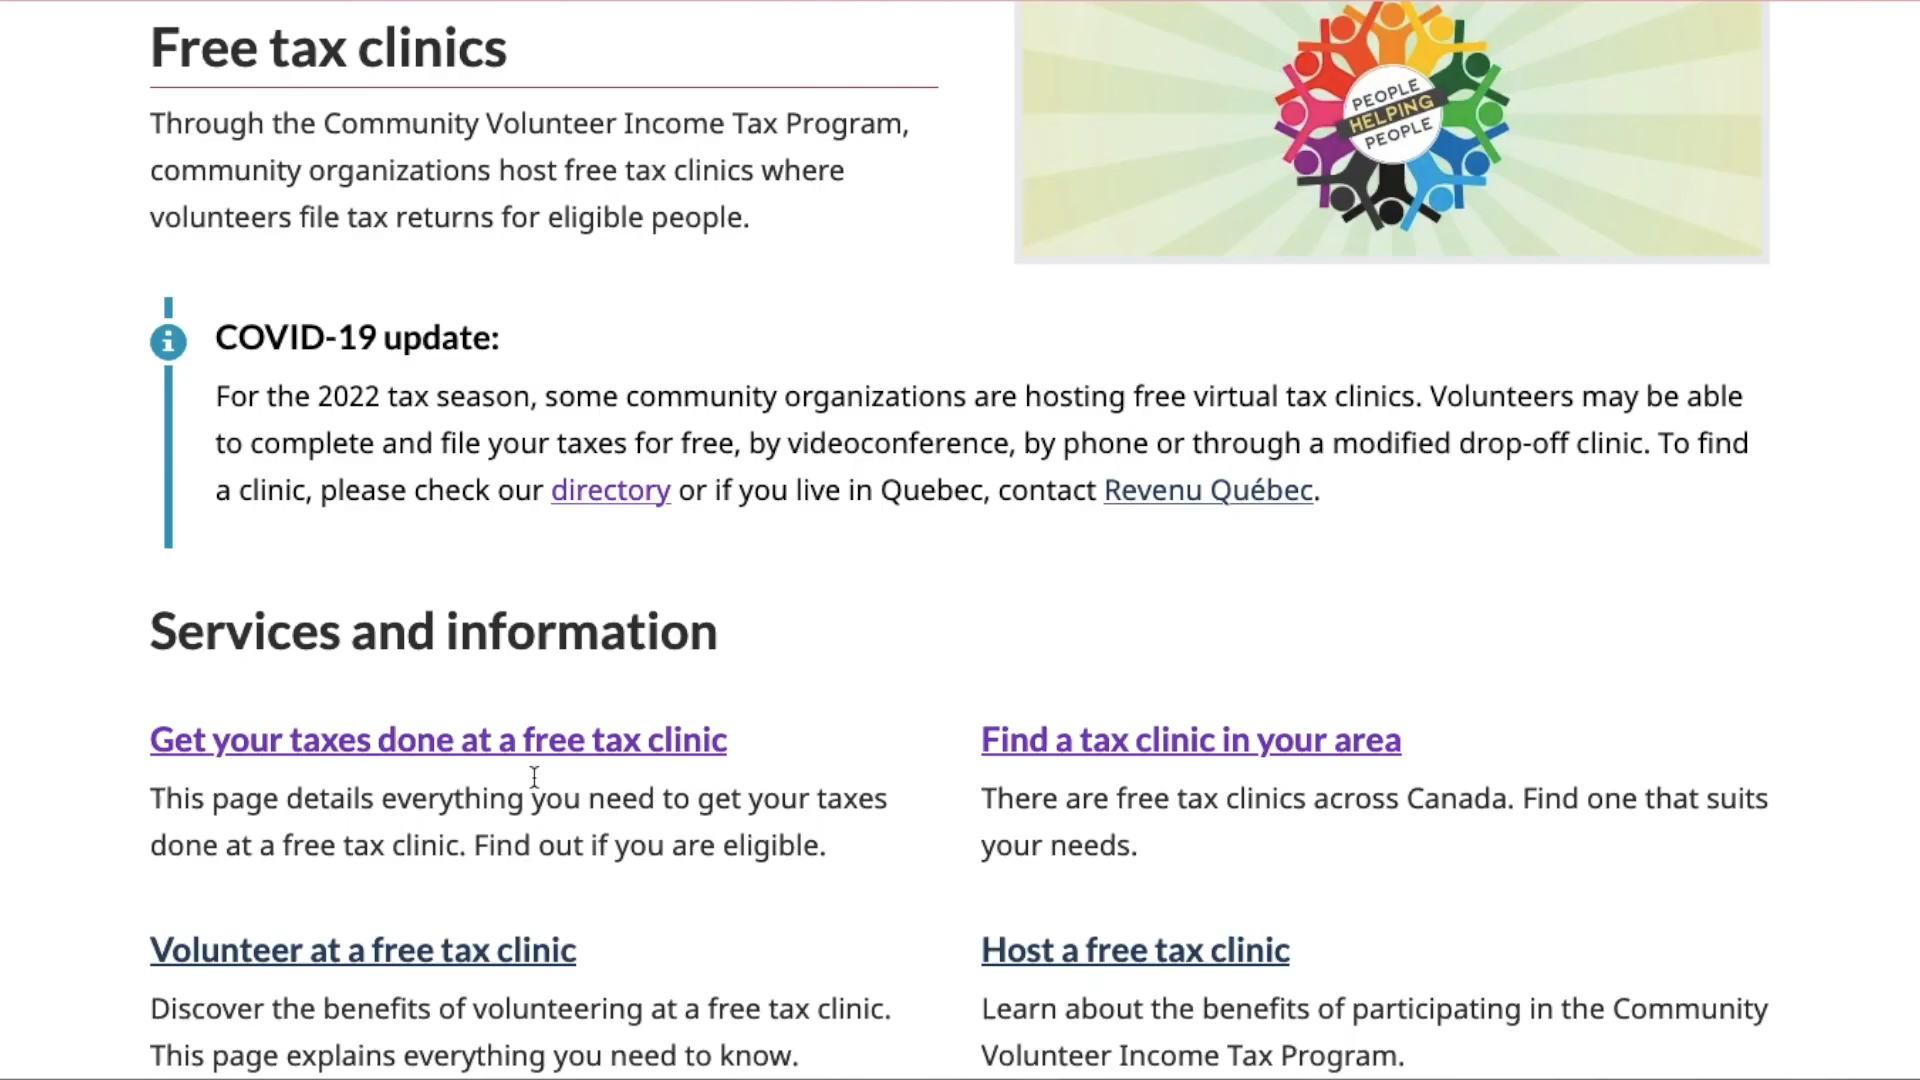 Free tax clinics
PEOPLE
HELPING
PEOPLE
Through the Community Volunteer Income Tax Program,
community organizations host free tax clinics where
volunteers file tax returns for eligible people.
COVID-19 update:
For the 2022 tax season, some community organizations are hosting free virtual tax clinics. Volunteers may be able
to complete and file your taxes for free, by videoconference, by phone or through a modified drop-off clinic. To find
a clinic, please check our directory or if you live in Quebec, contact Revenu Québec.
Services and information
Get your taxes done at a free tax clinic
This page details everything you need to get your taxes
done at a free tax clinic. Find out if you are eligible.
Find a tax clinic in your area
There are free tax clinics across Canada. Find one that suits
your needs.
Volunteer at a free tax clinic
Discover the benefits of volunteering at a free tax clinic.
This page explains everything you need to know.
Host a free tax clinic
Learn about the benefits of participating in the Community
Volunteer Income Tax Program.